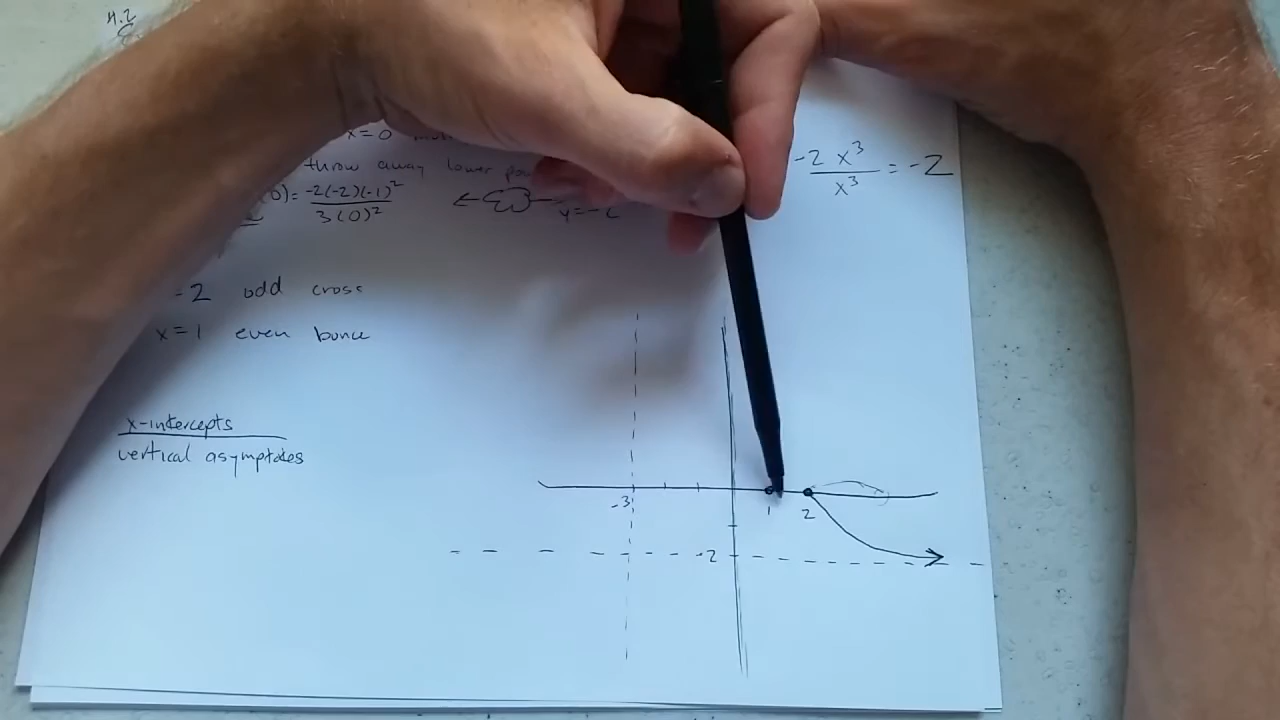 4.2
x=0
throw away lower
-2 x³ / x³ = -2
0)= -2(-2)(-1)² / 3(0)²
-2 odd cross
x=1 even bounce
x-intercepts
vertical asymptotes
-3
1
2
-2